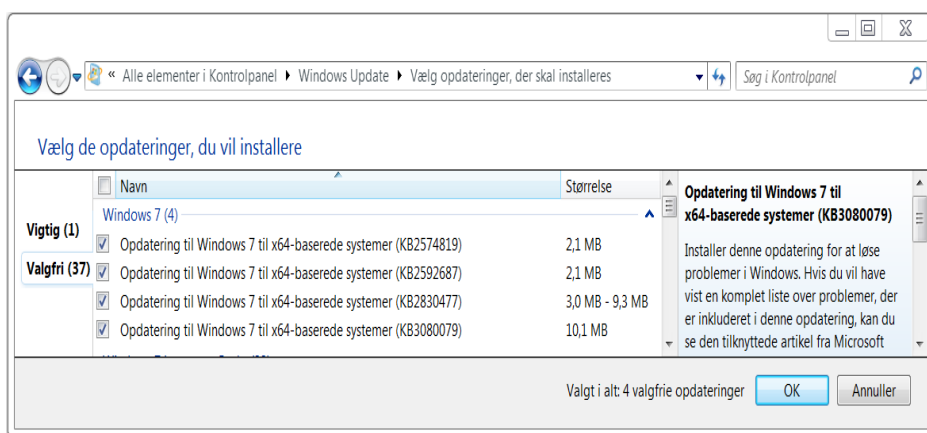 « Alle elementer i Kontrolpanel ▸ Windows Update ▸ Vælg opdateringer, der skal installeres
Søg i Kontrolpanel
Vælg de opdateringer, du vil installere
Vigtig (1)
Valgfri (37)
Navn Størrelse
Windows 7 (4)
Opdatering til Windows 7 til x64-baserede systemer (KB2574819) 2,1 MB
Opdatering til Windows 7 til x64-baserede systemer (KB2592687) 2,1 MB
Opdatering til Windows 7 til x64-baserede systemer (KB2830477) 3,0 MB - 9,3 MB
Opdatering til Windows 7 til x64-baserede systemer (KB3080079) 10,1 MB
Opdatering til Windows 7 til
x64-baserede systemer (KB3080079)
Installer denne opdatering for at løse
problemer i Windows. Hvis du vil have
vist en komplet liste over problemer, der
er inkluderet i denne opdatering, kan du
se den tilknyttede artikel fra Microsoft
Valgt i alt: 4 valgfrie opdateringer
OK
Annuller